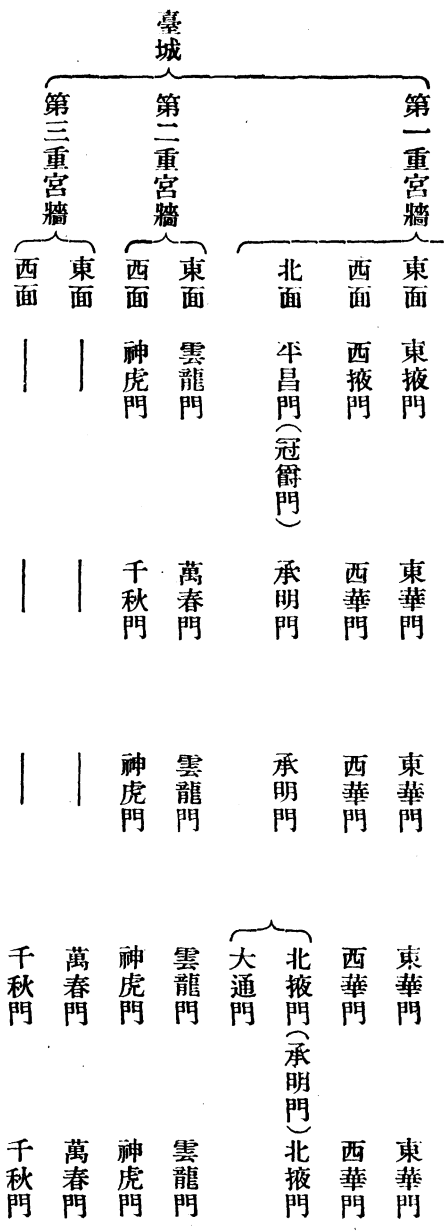 臺城
第一重宮牆
東面 東掖門 東華門 東華門 東華門 東華門
西面 西掖門 西華門 西華門 西華門 西華門
北面 平昌門(冠爵門) 承明門 承明門 北掖門(承明門) 北掖門
大通門
第二重宮牆
東面 雲龍門 萬春門 雲龍門 雲龍門 雲龍門
西面 神虎門 千秋門 神虎門 神虎門 神虎門
第三重宮牆
東面 — — — 萬春門 萬春門
西面 — — — 千秋門 千秋門